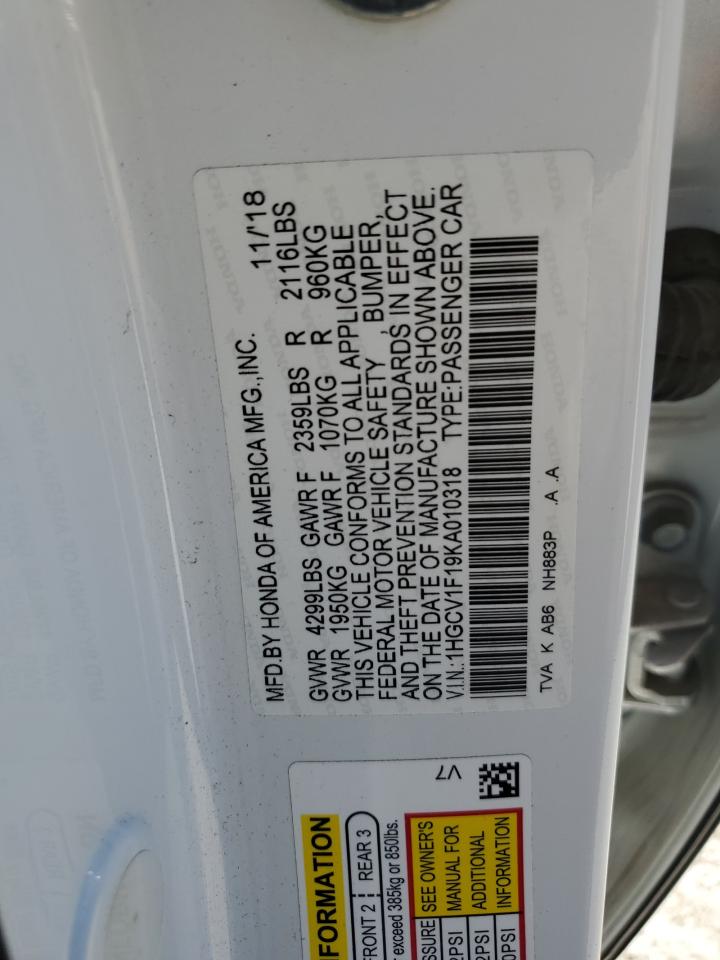 MFD.BY HONDA OF AMERICA MFG.,INC. 11/'18
GVWR 4299LBS GAWR F 2359LBS R 2116LBS
GVWR 1950KG GAWR F 1070KG R 960KG
THIS VEHICLE CONFORMS TO ALL APPLICABLE
FEDERAL MOTOR VEHICLE SAFETY , BUMPER,
AND THEFT PREVENTION STANDARDS IN EFFECT
ON THE DATE OF MANUFACTURE SHOWN ABOVE.
V.I.N.:1HGCV1F19KA010318 TYPE:PASSENGER CAR
TVA K AB6 NH883P .A .A
FORMATION
FRONT 2 REAR 3
exceed 385kg or 850lbs.
SSURE SEE OWNER'S
2PSI MANUAL FOR
2PSI ADDITIONAL
0PSI INFORMATION
V7